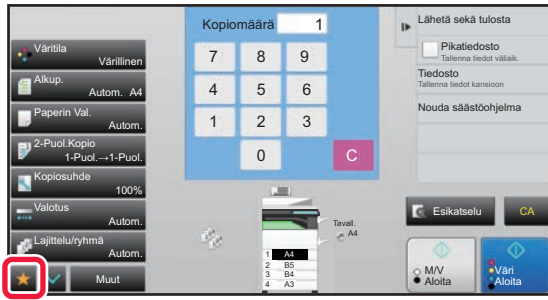 Väritila
Värillinen
Alkup.
Autom. A4
Paperin Val.
Autom.
2-Puol.Kopio
1-Puol.→1-Puol.
Kopiosuhde
100%
Valotus
Autom.
Lajittelu/ryhmä
Autom.
Muut
Kopiomäärä 1
7 8 9
4 5 6
1 2 3
0 C
Tavall.
A4
1 A4
2 B5
3 B4
4 A3
Lähetä sekä tulosta
Pikatiedosto
Tallenna tiedot väliaik.
Tiedosto
Tallenna tiedot kansioon
Nouda säästöohjelma
Esikatselu CA
M/V
Aloita
Väri
Aloita